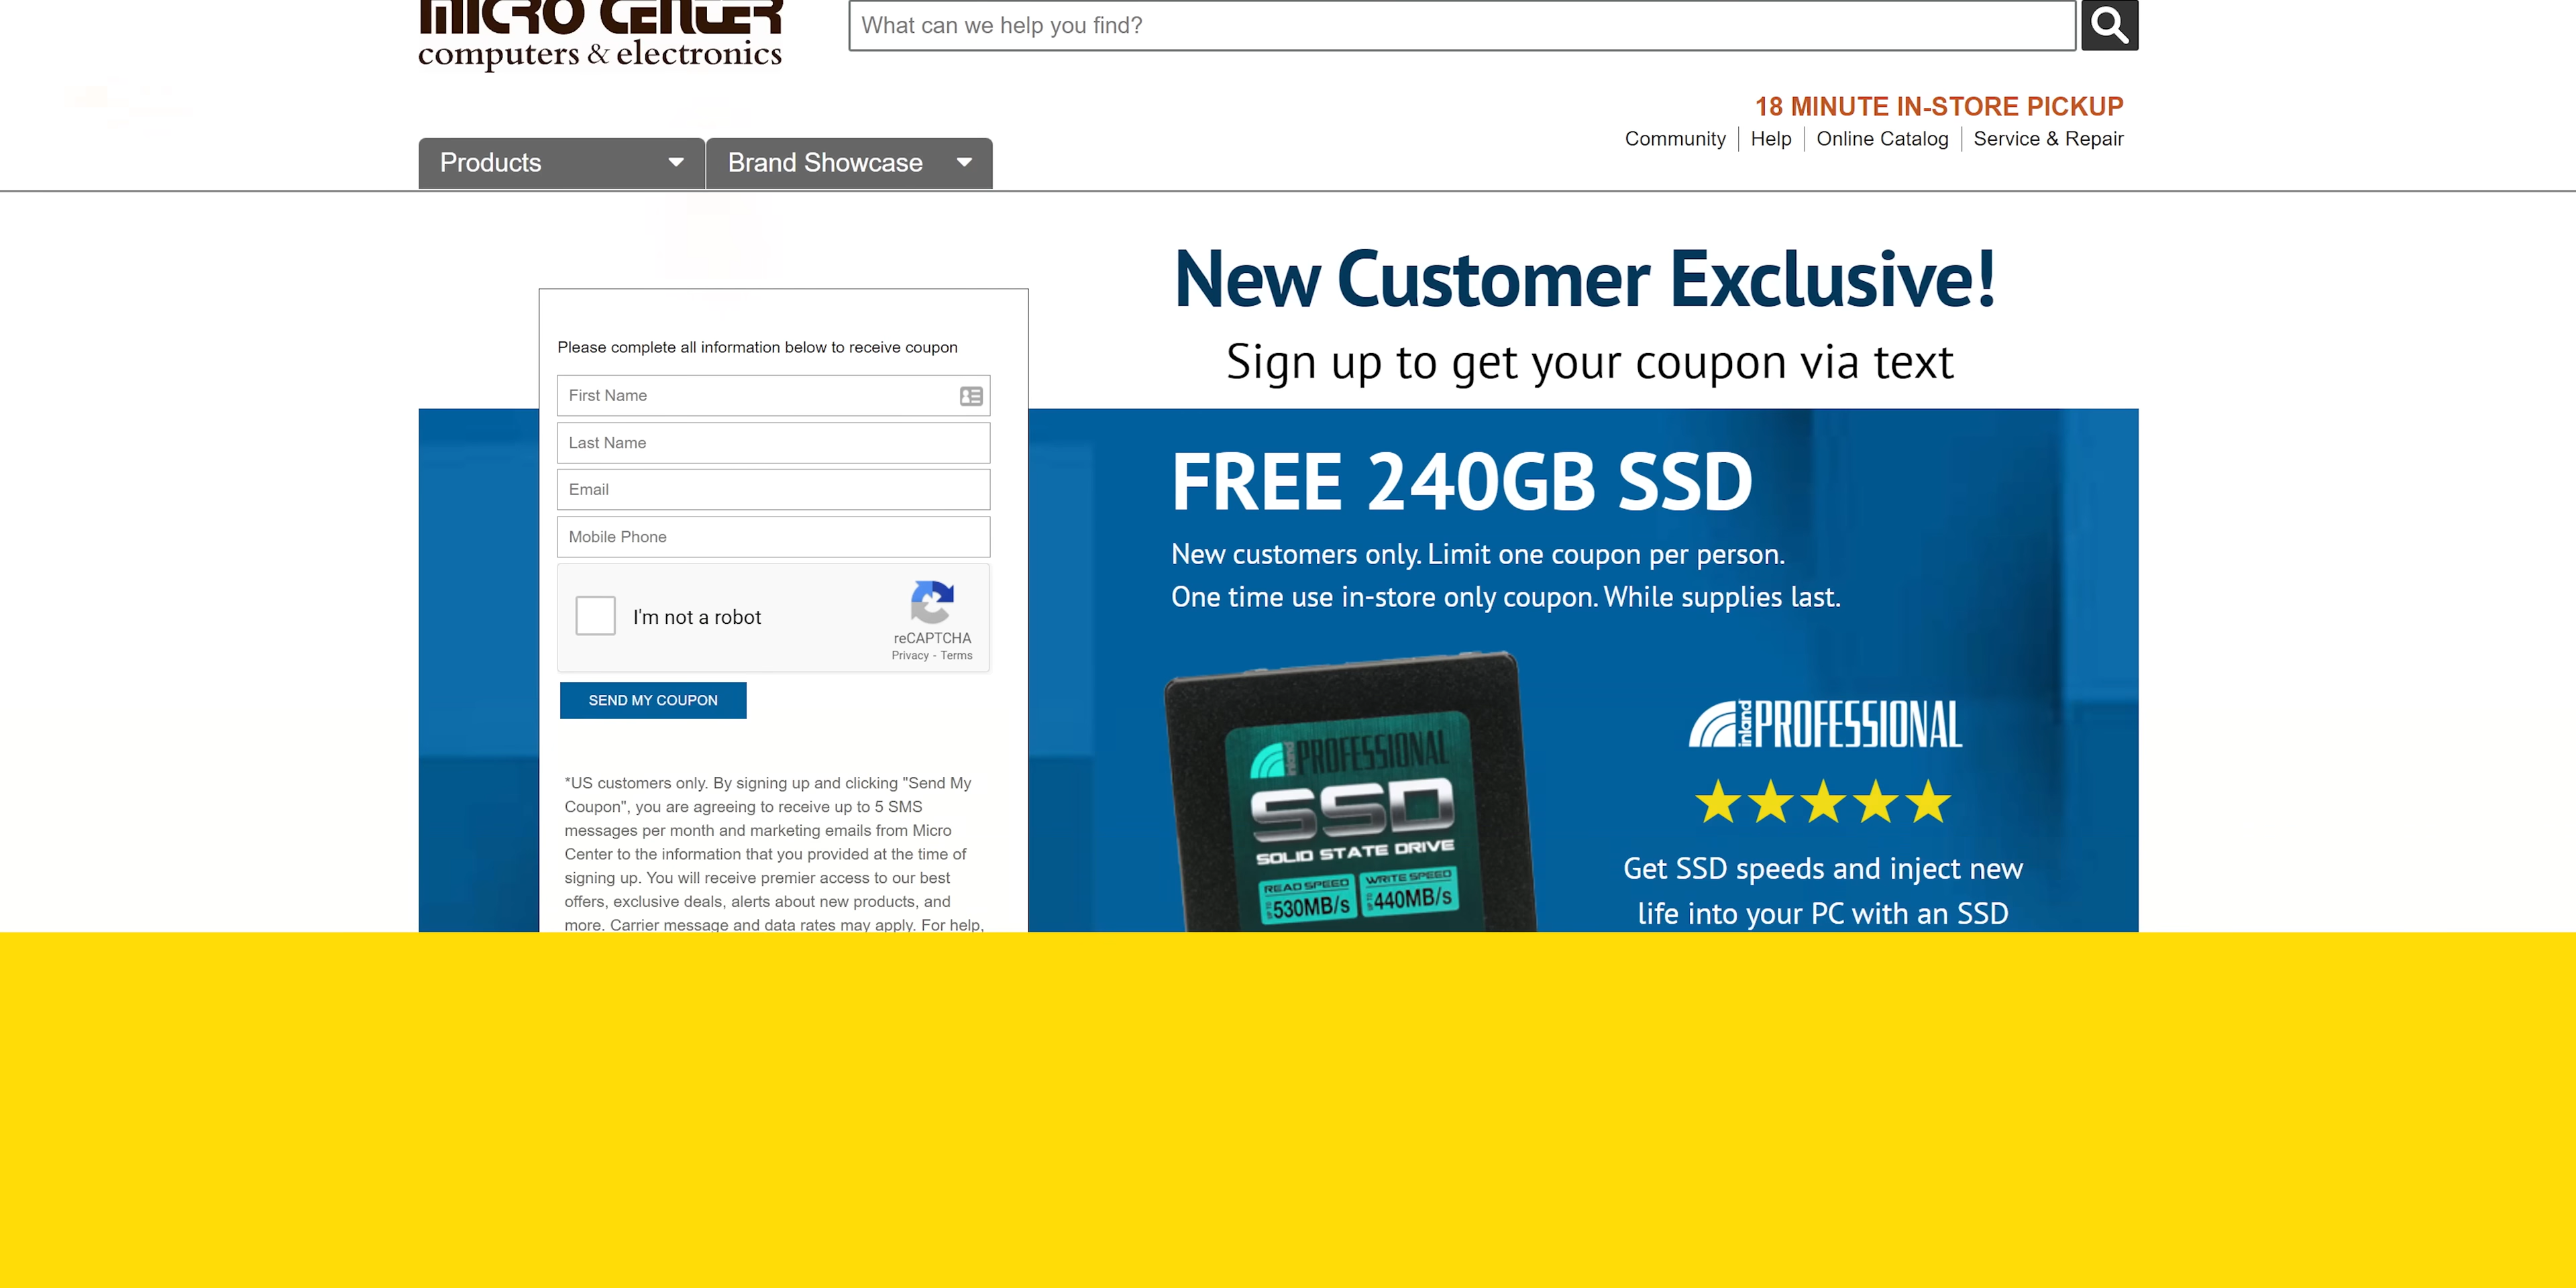 MICRO CENTER
computers & electronics
What can we help you find?
18 MINUTE IN-STORE PICKUP
Community
Help
Online Catalog
Service & Repair
Products
Brand Showcase
New Customer Exclusive!
Sign up to get your coupon via text
Please complete all information below to receive coupon
First Name
Last Name
Email
Mobile Phone
I'm not a robot
reCAPTCHA
Privacy - Terms
SEND MY COUPON
*US customers only. By signing up and clicking "Send My
Coupon", you are agreeing to receive up to 5 SMS
messages per month and marketing emails from Micro
Center to the information that you provided at the time of
signing up. You will receive premier access to our best
offers, exclusive deals, alerts about new products, and
more. Carrier message and data rates may apply. For help,
FREE 240GB SSD
New customers only. Limit one coupon per person.
One time use in-store only coupon. While supplies last.
inland PROFESSIONAL
SSD
SOLID STATE DRIVE
READ SPEED
UP TO 530MB/s
WRITE SPEED
UP TO 440MB/s
inland PROFESSIONAL
Get SSD speeds and inject new
life into your PC with an SSD